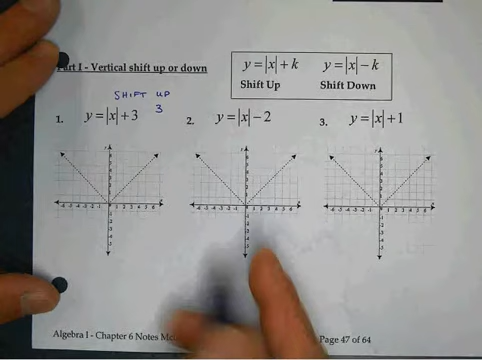 Part I - Vertical shift up or down
y = |x| + k    y = |x| - k
Shift Up    Shift Down
SHIFT UP
3
1. y = |x| + 3
2. y = |x| - 2
3. y = |x| + 1
Algebra I - Chapter 6 Notes
Page 47 of 64